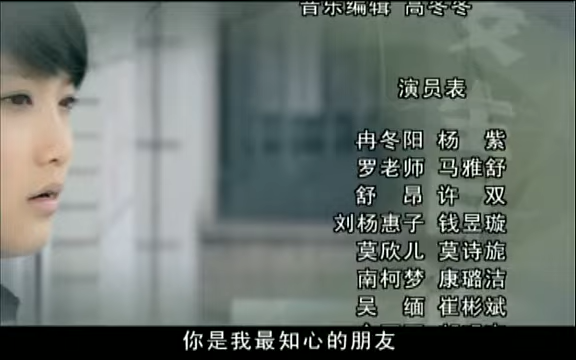 音乐编辑 高冬冬
演员表
冉冬阳 杨 紫
罗老师 马雅舒
舒 昂 许 双
刘杨惠子 钱昱璇
莫欣儿 莫诗旎
南柯梦 康璐洁
吴 缅 崔彬斌
你是我最知心的朋友